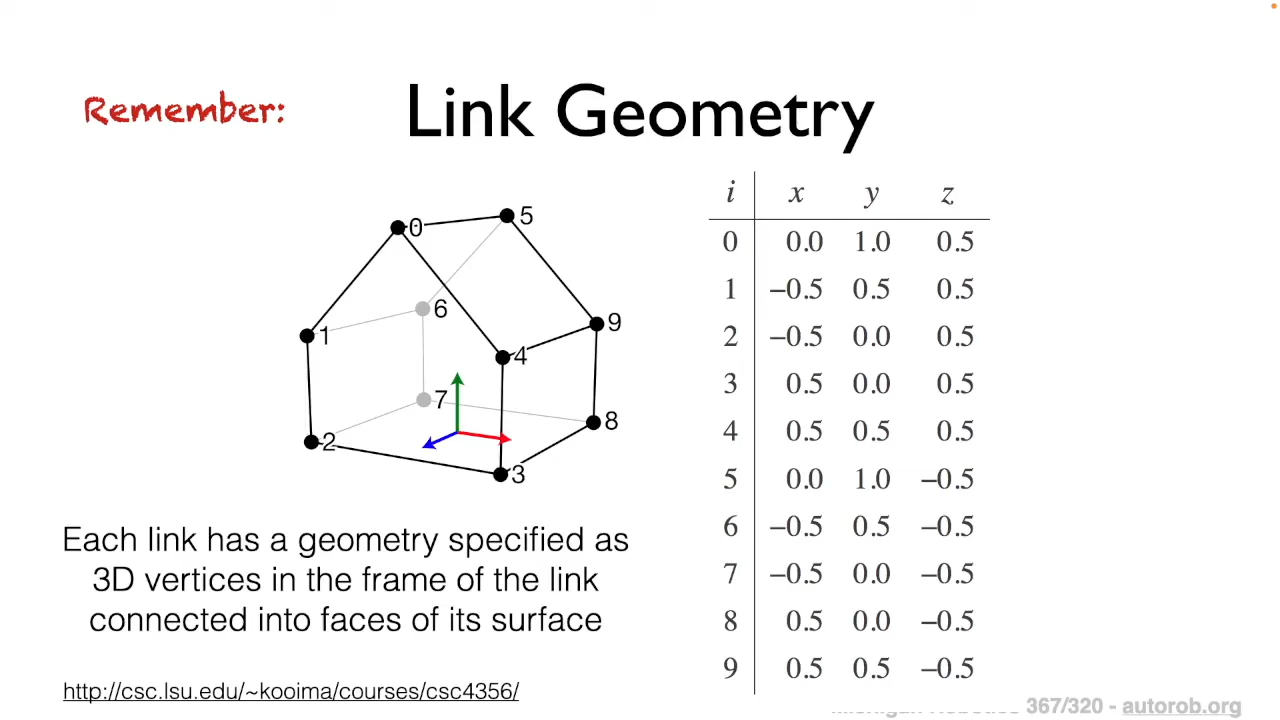 Remember:
Link Geometry
0
5
6
1
9
4
7
8
2
3
i x y z
0 0.0 1.0 0.5
1 −0.5 0.5 0.5
2 −0.5 0.0 0.5
3 0.5 0.0 0.5
4 0.5 0.5 0.5
5 0.0 1.0 −0.5
6 −0.5 0.5 −0.5
7 −0.5 0.0 −0.5
8 0.5 0.0 −0.5
9 0.5 0.5 −0.5
Each link has a geometry specified as
3D vertices in the frame of the link
connected into faces of its surface
http://csc.lsu.edu/~kooima/courses/csc4356/
Michigan Robotics 367/320 - autorob.org